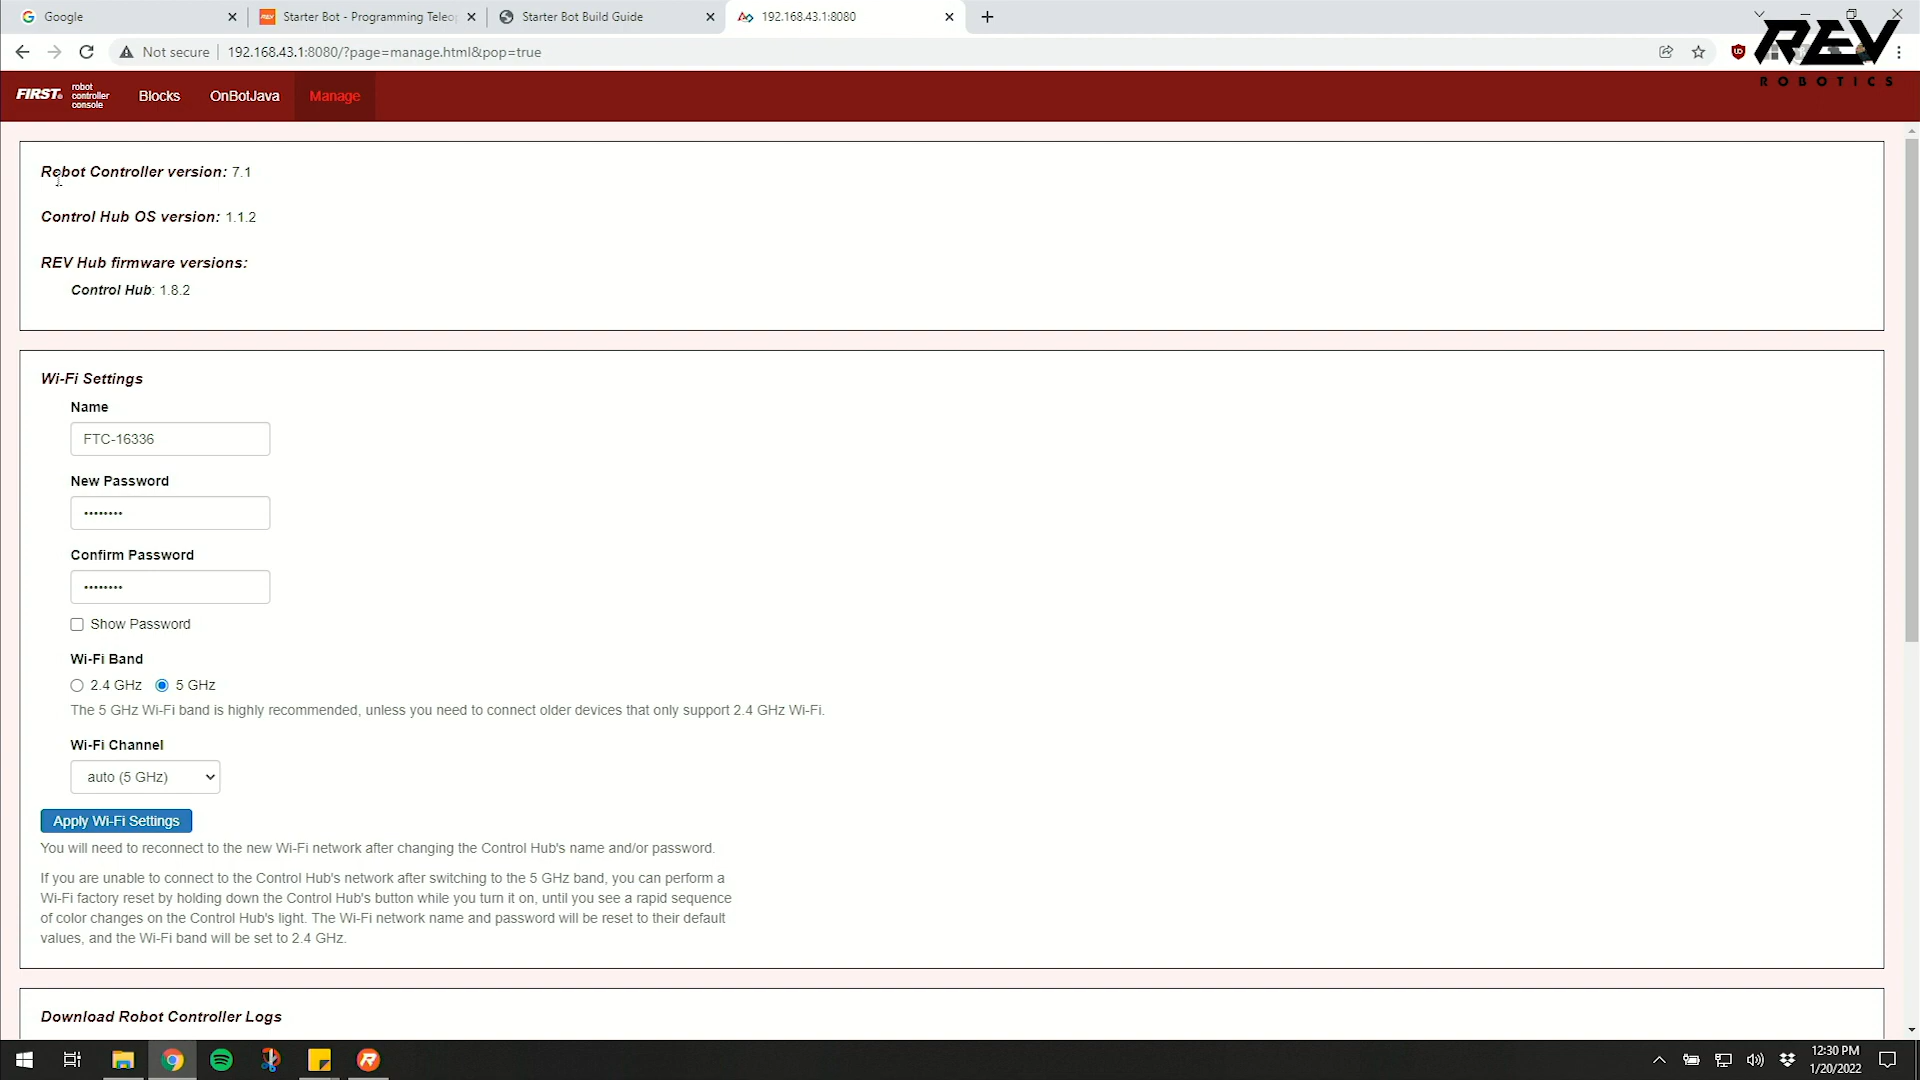 Google
Starter Bot - Programming Teleop
Starter Bot Build Guide
192.168.43.1:8080
Not secure
192.168.43.1:8080/?page=manage.html&pop=true
REV
ROBOTICS
FIRST.
robot
controller
console
Blocks
OnBotJava
Manage
Robot Controller version: 7.1
Control Hub OS version: 1.1.2
REV Hub firmware versions:
Control Hub: 1.8.2
Wi-Fi Settings
Name
FTC-16336
New Password
••••••••
Confirm Password
••••••••
Show Password
Wi-Fi Band
2.4 GHz 5 GHz
The 5 GHz Wi-Fi band is highly recommended, unless you need to connect older devices that only support 2.4 GHz Wi-Fi.
Wi-Fi Channel
auto (5 GHz)
Apply Wi-Fi Settings
You will need to reconnect to the new Wi-Fi network after changing the Control Hub's name and/or password.
If you are unable to connect to the Control Hub's network after switching to the 5 GHz band, you can perform a
Wi-Fi factory reset by holding down the Control Hub's button while you turn it on, until you see a rapid sequence
of color changes on the Control Hub's light. The Wi-Fi network name and password will be reset to their default
values, and the Wi-Fi band will be set to 2.4 GHz.
Download Robot Controller Logs
12:30 PM
1/20/2022